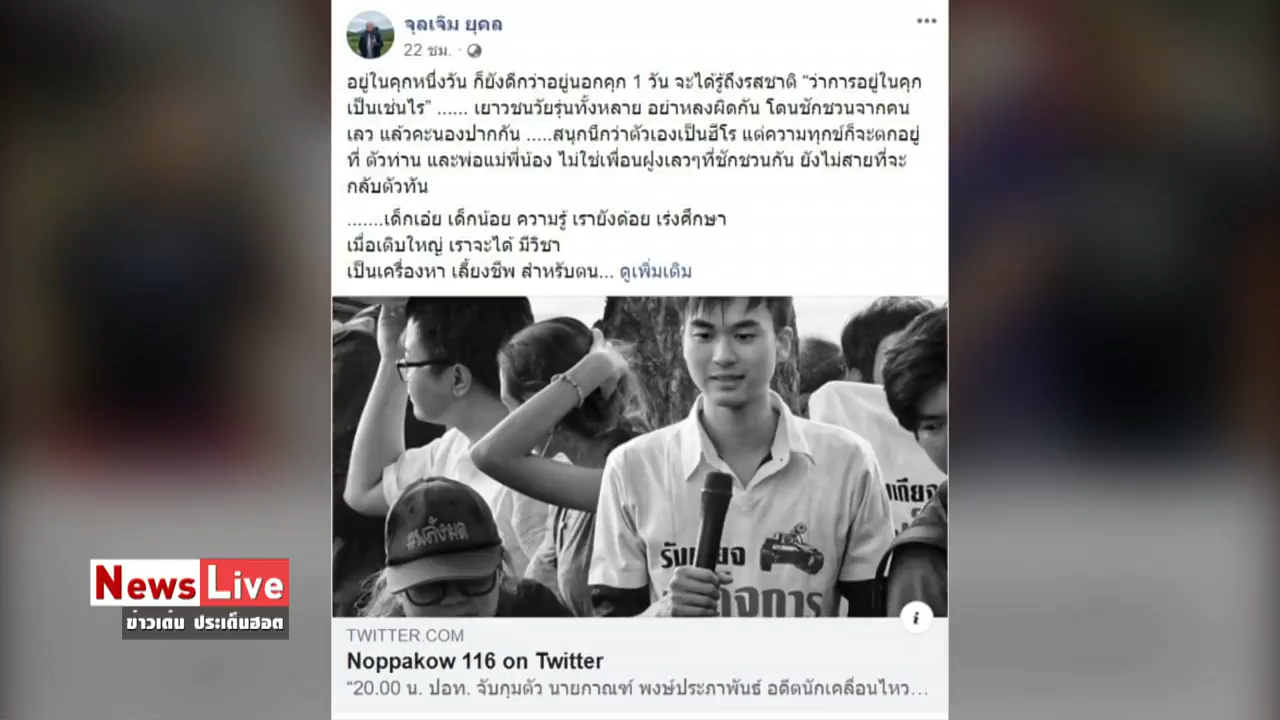 จุลเจิม ยุคล
22 ชม. ·
อยู่ในคุกหนึ่งวัน ก็ยังดีกว่าอยู่นอกคุก 1 วัน จะได้รู้ถึงรสชาติ “ว่าการอยู่ในคุก
เป็นเช่นไร” ...... เยาวชนวัยรุ่นทั้งหลาย อย่าหลงผิดกัน โดนชักชวนจากคน
เลว แล้วคะนองปากกัน .....สนุกนึกว่าตัวเองเป็นฮีโร แต่ความทุกข์ก็จะตกอยู่
ที่ ตัวท่าน และพ่อแม่พี่น้อง ไม่ใช่เพื่อนฝูงเลวๆที่ชักชวนกัน ยังไม่สายที่จะ
กลับตัวทัน
.......เด็กเอ่ย เด็กน้อย ความรู้ เรายังด้อย เร่งศึกษา
เมื่อเติบใหญ่ เราจะได้ มีวิชา
เป็นเครื่องหา เลี้ยงชีพ สำหรับตน... ดูเพิ่มเติม
#พลังมด
News Live
ข่าวเด่น ประเด็นฮอต
TWITTER.COM
Noppakow 116 on Twitter
“20.00 น. ปอท. จับกุมตัว นายกาณฑ์ พงษ์ประภาพันธ์ อดีตนักเคลื่อนไหว…